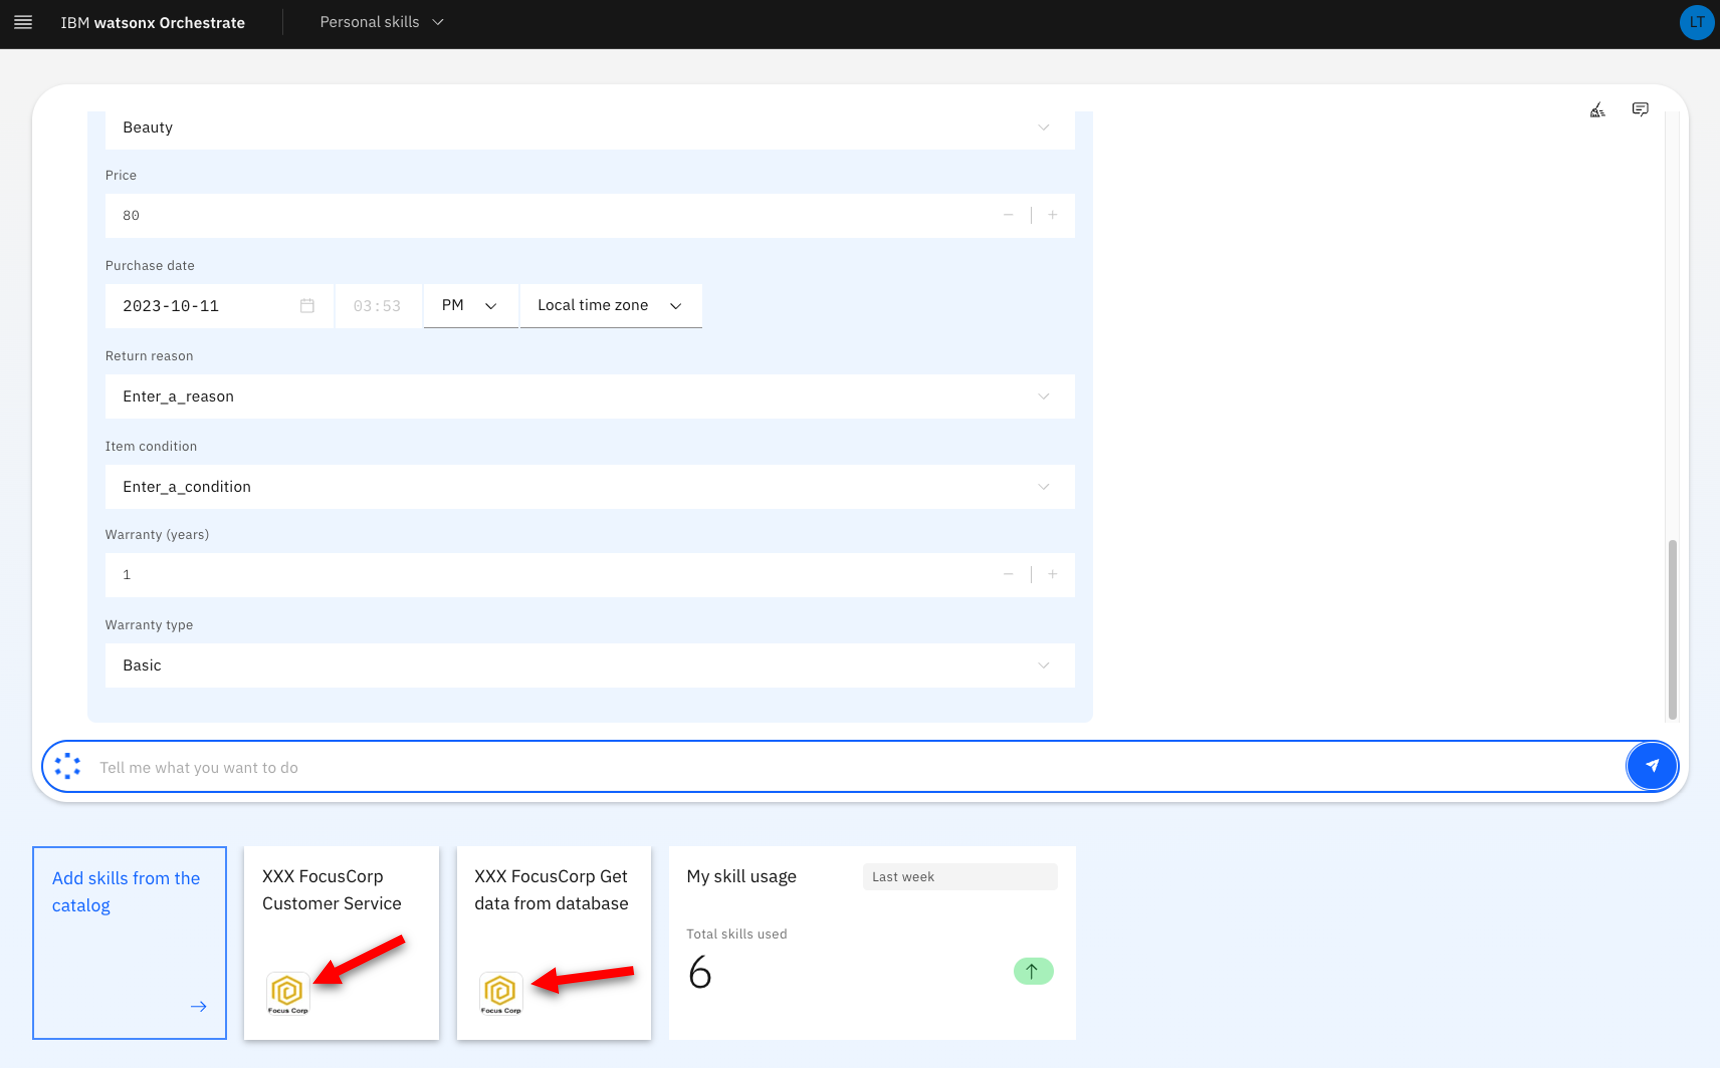 IBM watsonx Orchestrate
Personal skills
LT
Beauty
Price
80
Purchase date
2023-10-11
03:53
PM
Local time zone
Return reason
Enter_a_reason
Item condition
Enter_a_condition
Warranty (years)
1
Warranty type
Basic
Tell me what you want to do
Add skills from the
catalog
XXX FocusCorp
Customer Service
Focus Corp
XXX FocusCorp Get
data from database
Focus Corp
My skill usage
Last week
Total skills used
6